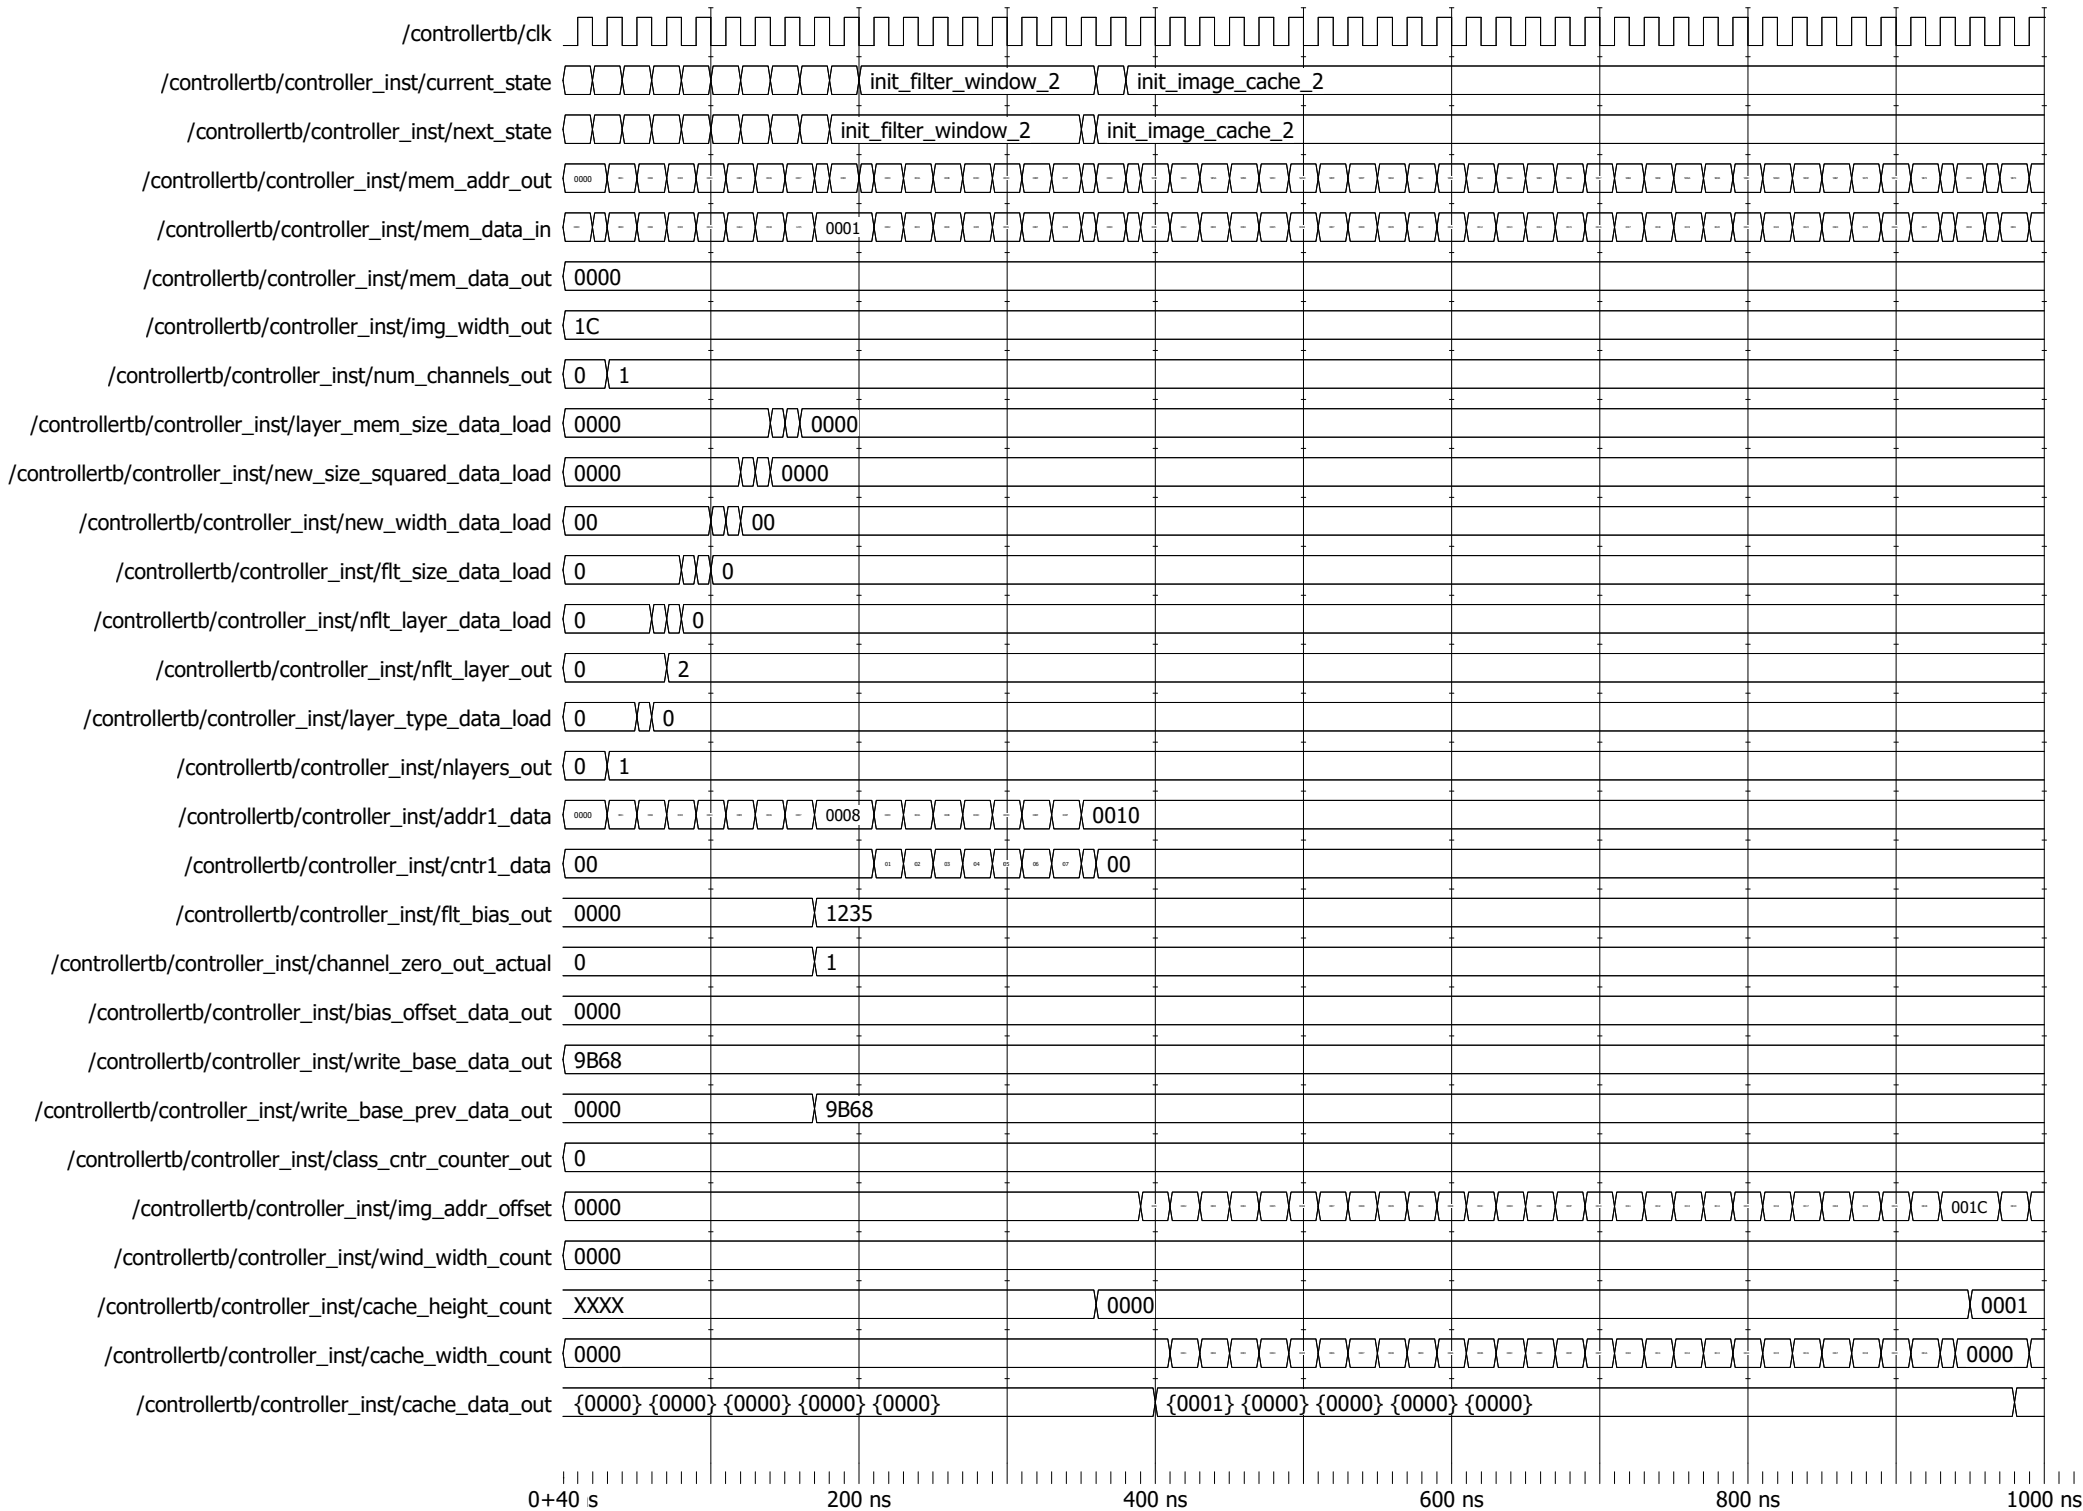 /controllertb/clk
/controllertb/controller_inst/current_state init_filter_window_2 init_image_cache_2
/controllertb/controller_inst/next_state init_filter_window_2 init_image_cache_2
/controllertb/controller_inst/mem_addr_out 0000
/controllertb/controller_inst/mem_data_in 0001
/controllertb/controller_inst/mem_data_out 0000
/controllertb/controller_inst/img_width_out 1C
/controllertb/controller_inst/num_channels_out 0 1
/controllertb/controller_inst/layer_mem_size_data_load 0000 0000
/controllertb/controller_inst/new_size_squared_data_load 0000 0000
/controllertb/controller_inst/new_width_data_load 00 00
/controllertb/controller_inst/flt_size_data_load 0 0
/controllertb/controller_inst/nflt_layer_data_load 0 0
/controllertb/controller_inst/nflt_layer_out 0 2
/controllertb/controller_inst/layer_type_data_load 0 0
/controllertb/controller_inst/nlayers_out 0 1
/controllertb/controller_inst/addr1_data 0000 0008 0010
/controllertb/controller_inst/cntr1_data 00 01 02 03 04 05 06 07 00
/controllertb/controller_inst/flt_bias_out 0000 1235
/controllertb/controller_inst/channel_zero_out_actual 0 1
/controllertb/controller_inst/bias_offset_data_out 0000
/controllertb/controller_inst/write_base_data_out 9B68
/controllertb/controller_inst/write_base_prev_data_out 0000 9B68
/controllertb/controller_inst/class_cntr_counter_out 0
/controllertb/controller_inst/img_addr_offset 0000 001C
/controllertb/controller_inst/wind_width_count 0000
/controllertb/controller_inst/cache_height_count XXXX 0000 0001
/controllertb/controller_inst/cache_width_count 0000 0000
/controllertb/controller_inst/cache_data_out {0000} {0000} {0000} {0000} {0000} {0001} {0000} {0000} {0000} {0000}
0+40 s 200 ns 400 ns 600 ns 800 ns 1000 ns